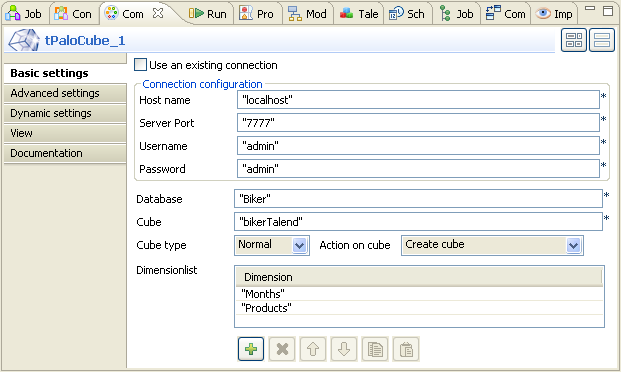 Job Con Com Run Pro Mod Tale Sch Job Com Imp
tPaloCube_1
Basic settings
Advanced settings
Dynamic settings
View
Documentation
Use an existing connection
Connection configuration
Host name "localhost" *
Server Port "7777" *
Username "admin" *
Password "admin" *
Database "Biker" *
Cube "bikerTalend" *
Cube type Normal Action on cube Create cube
Dimensionlist
Dimension
"Months"
"Products"